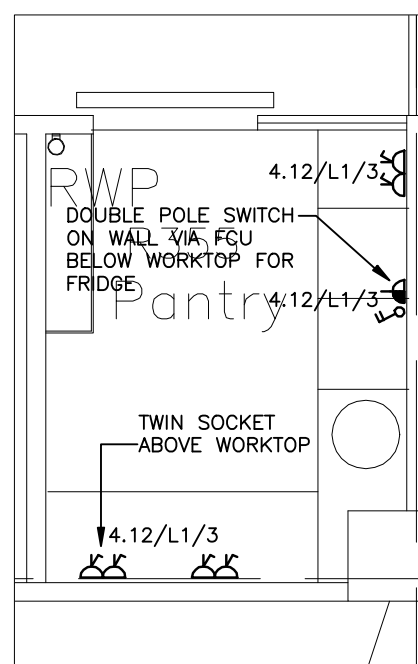 4.12/L1/3
RWP
DOUBLE POLE SWITCH
ON WALL VIA FCU
BELOW WORKTOP FOR
FRIDGE
R355
Pantry
4.12/L1/3
TWIN SOCKET
ABOVE WORKTOP
4.12/L1/3